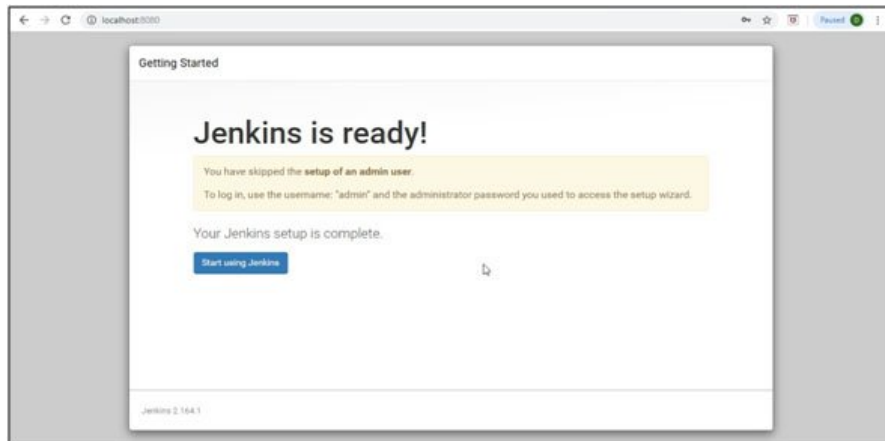 localhost:8080
Paused
Getting Started
Jenkins is ready!
You have skipped the setup of an admin user.
To log in, use the username: "admin" and the administrator password you used to access the setup wizard.
Your Jenkins setup is complete.
Start using Jenkins
Jenkins 2.164.1